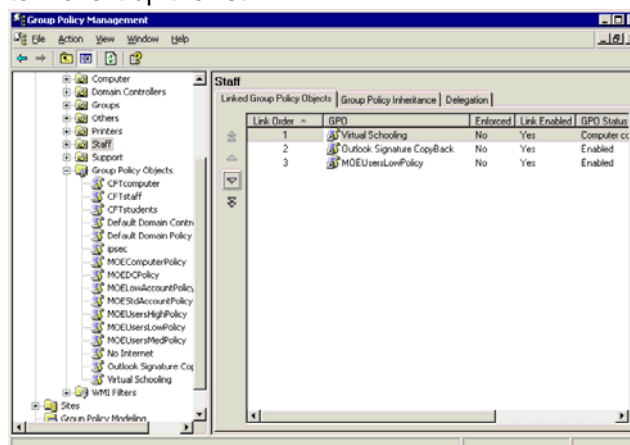 Group Policy Management
File Action View Window Help
Computer
Domain Controllers
Groups
Others
Printers
Staff
Support
Group Policy Objects
CFTcomputer
CFTstaff
CFTstudents
Default Domain Contr
Default Domain Policy
ipsec
MOEComputerPolicy
MOEDCPolicy
MOELowAccountPolicy
MOEStdAccountPolicy
MOEUsersHighPolicy
MOEUsersLowPolicy
MOEUsersMedPolicy
No Internet
Outlook Signature Cop
Virtual Schooling
WMI Filters
Sites
Group Policy Modeling
Staff
Linked Group Policy Objects Group Policy Inheritance Delegation
Link Order GPO Enforced Link Enabled GPO Status
1 Virtual Schooling No Yes Computer co
2 Outlook Signature CopyBack No Yes Enabled
3 MOEUsersLowPolicy No Yes Enabled